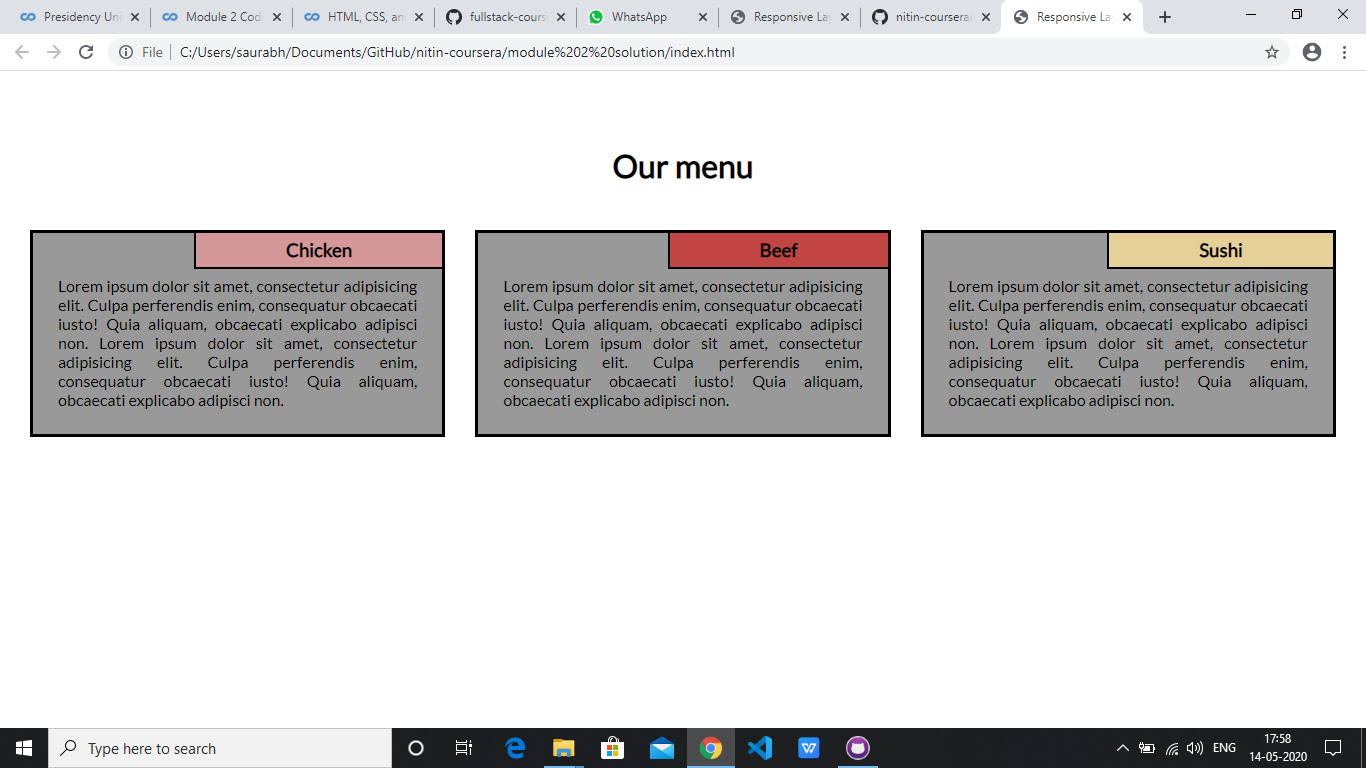 Presidency Uni
Module 2 Codi
HTML, CSS, an
fullstack-cours
WhatsApp
Responsive La
nitin-coursera/
Responsive La
File
C:/Users/saurabh/Documents/GitHub/nitin-coursera/module%202%20solution/index.html
Our menu
Chicken
Lorem ipsum dolor sit amet, consectetur adipisicing
elit. Culpa perferendis enim, consequatur obcaecati
iusto! Quia aliquam, obcaecati explicabo adipisci
non. Lorem ipsum dolor sit amet, consectetur
adipisicing elit. Culpa perferendis enim,
consequatur obcaecati iusto! Quia aliquam,
obcaecati explicabo adipisci non.
Beef
Lorem ipsum dolor sit amet, consectetur adipisicing
elit. Culpa perferendis enim, consequatur obcaecati
iusto! Quia aliquam, obcaecati explicabo adipisci
non. Lorem ipsum dolor sit amet, consectetur
adipisicing elit. Culpa perferendis enim,
consequatur obcaecati iusto! Quia aliquam,
obcaecati explicabo adipisci non.
Sushi
Lorem ipsum dolor sit amet, consectetur adipisicing
elit. Culpa perferendis enim, consequatur obcaecati
iusto! Quia aliquam, obcaecati explicabo adipisci
non. Lorem ipsum dolor sit amet, consectetur
adipisicing elit. Culpa perferendis enim,
consequatur obcaecati iusto! Quia aliquam,
obcaecati explicabo adipisci non.
Type here to search
ENG
17:58
14-05-2020